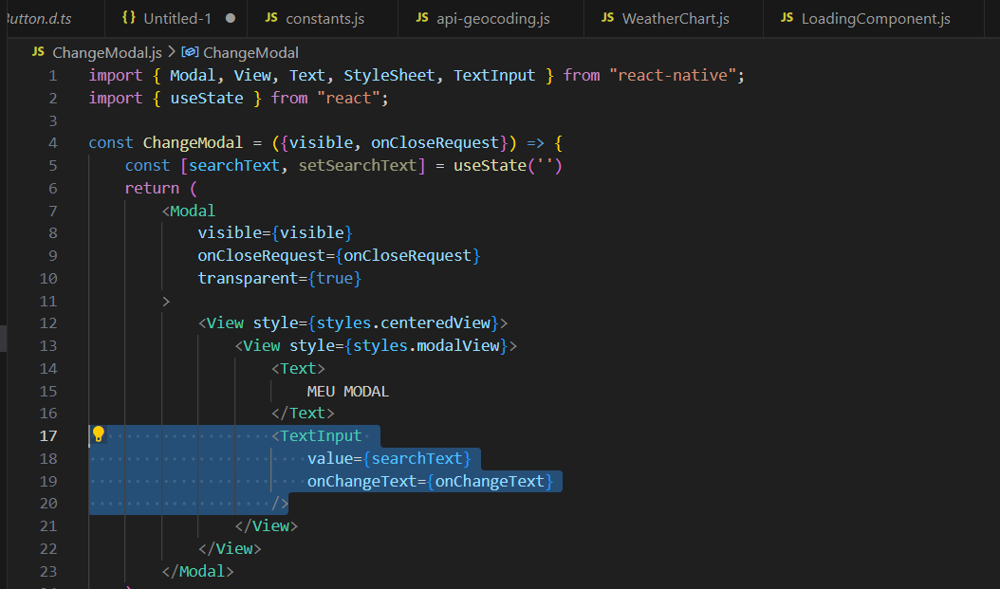 Button.d.ts {} Untitled-1 ● JS constants.js JS api-geocoding.js JS WeatherChart.js JS LoadingComponent.js
JS ChangeModal.js > ChangeModal
1 import { Modal, View, Text, StyleSheet, TextInput } from "react-native";
2 import { useState } from "react";
3
4 const ChangeModal = ({visible, onCloseRequest}) => {
5 const [searchText, setSearchText] = useState('')
6 return (
7 <Modal
8 visible={visible}
9 onCloseRequest={onCloseRequest}
10 transparent={true}
11 >
12 <View style={styles.centeredView}>
13 <View style={styles.modalView}>
14 <Text>
15 MEU MODAL
16 </Text>
17 <TextInput
18 value={searchText}
19 onChangeText={onChangeText}
20 />
21 </View>
22 </View>
23 </Modal>